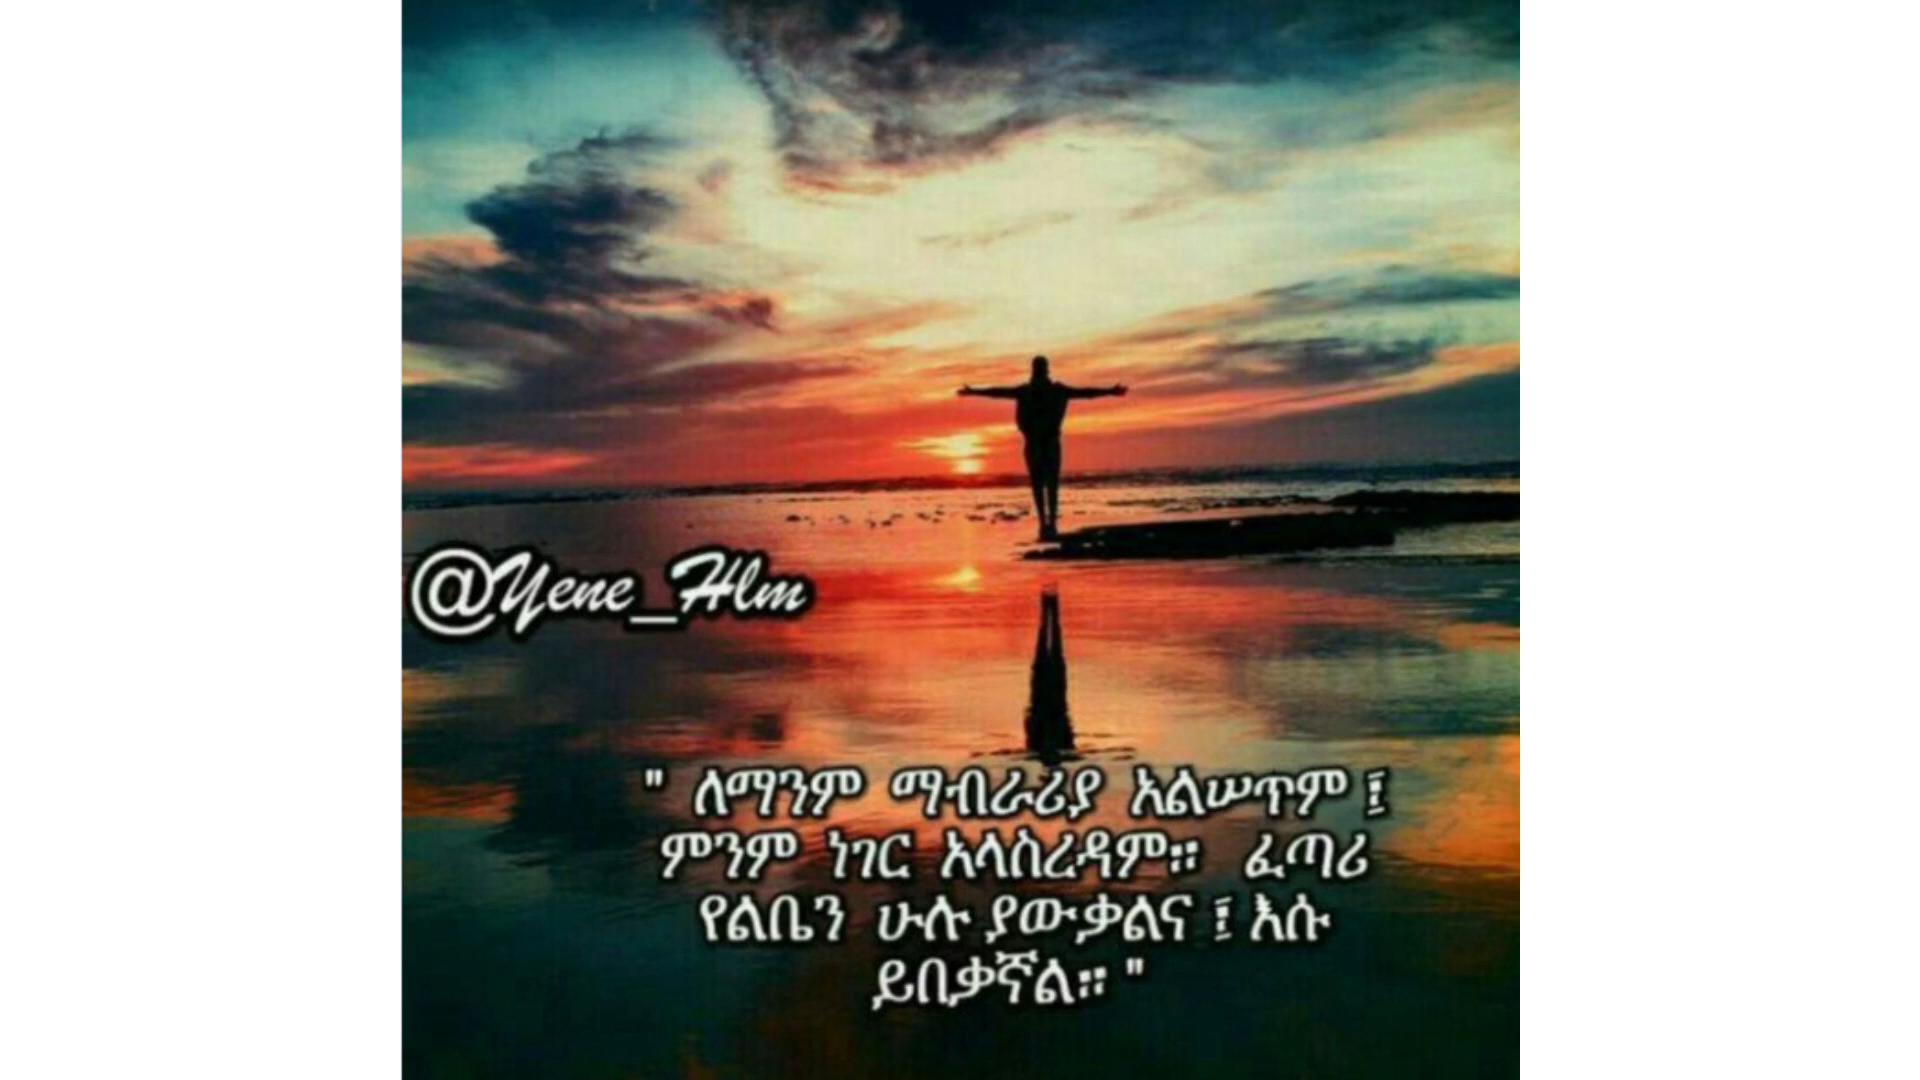 @Yene_Hlm
" ለማንም ማብራሪያ አልሠጥም ፤
ምንም ነገር አላስረዳም። ፈጣሪ
የልቤን ሁሉ ያውቃልና ፤ እሱ
ይበቃኛል። "